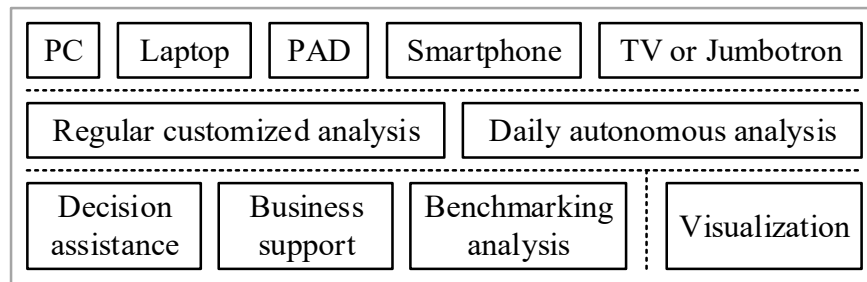 PC Laptop PAD Smartphone TV or Jumbotron
Regular customized analysis Daily autonomous analysis
Decision assistance
Business support
Benchmarking analysis
Visualization